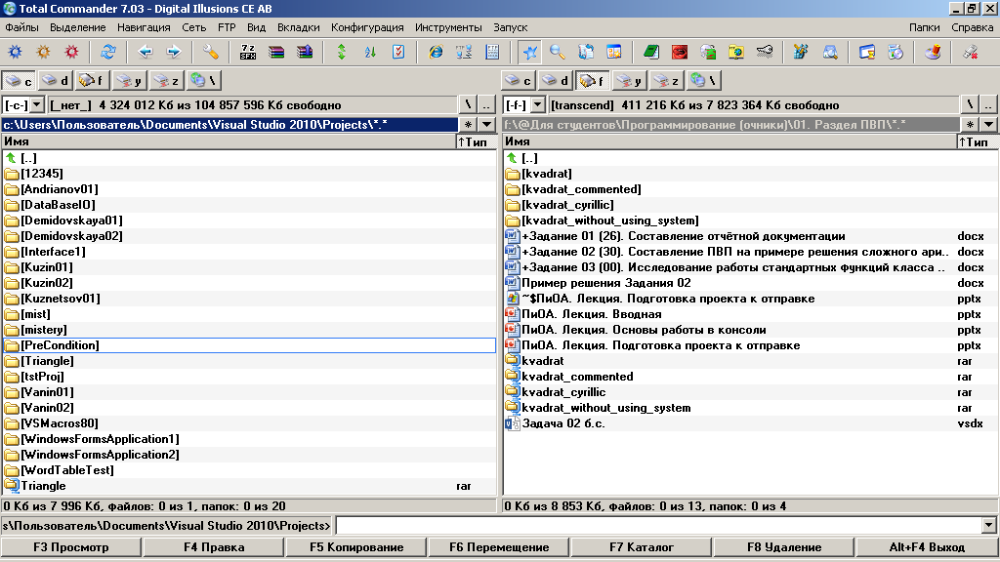 Total Commander 7.03 - Digital Illusions CE AB
Файлы Выделение Навигация Сеть FTP Вид Вкладки Конфигурация Инструменты Запуск Папки Справка
c d f y z \ c d f y z \
[-c-] [_нет_] 4 324 012 Кб из 104 857 596 Кб свободно \ .. [-f-] [transcend] 411 216 Кб из 7 823 364 Кб свободно \ ..
c:\Users\Пользователь\Documents\Visual Studio 2010\Projects\*.* * f:\@Для студентов\Программирование (очники)\01. Раздел ПВП\*.* *
Имя ↑Тип
[..]
[12345]
[Andrianov01]
[DataBaseIO]
[Demidovskaya01]
[Demidovskaya02]
[Interface1]
[Kuzin01]
[Kuzin02]
[Kuznetsov01]
[mist]
[mistery]
[PreCondition]
[Triangle]
[tstProj]
[Vanin01]
[Vanin02]
[VSMacros80]
[WindowsFormsApplication1]
[WindowsFormsApplication2]
[WordTableTest]
Triangle rar
0 Кб из 7 996 Кб, файлов: 0 из 1, папок: 0 из 20
Имя ↑Тип
[..]
[kvadrat]
[kvadrat_commented]
[kvadrat_cyrillic]
[kvadrat_without_using_system]
+Задание 01 (26). Составление отчётной документации docx
+Задание 02 (30). Составление ПВП на примере решения сложного ари.. docx
+Задание 03 (00). Исследование работы стандартных функций класса .. docx
Пример решения Задания 02 docx
~$ПиОА. Лекция. Подготовка проекта к отправке pptx
ПиОА. Лекция. Вводная pptx
ПиОА. Лекция. Основы работы в консоли pptx
ПиОА. Лекция. Подготовка проекта к отправке pptx
kvadrat rar
kvadrat_commented rar
kvadrat_cyrillic rar
kvadrat_without_using_system rar
Задача 02 б.с. vsdx
0 Кб из 8 853 Кб, файлов: 0 из 13, папок: 0 из 4
s\Пользователь\Documents\Visual Studio 2010\Projects>
F3 Просмотр F4 Правка F5 Копирование F6 Перемещение F7 Каталог F8 Удаление Alt+F4 Выход